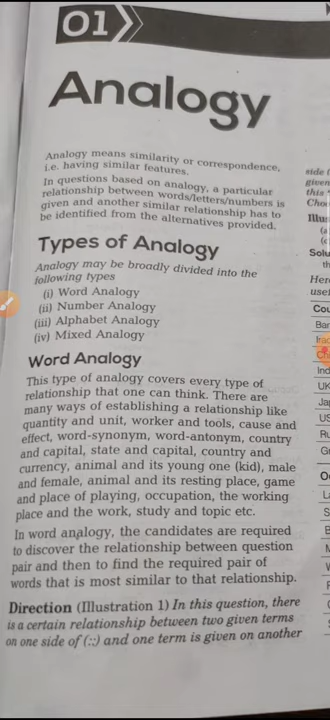 01
Analogy
Analogy means similarity or correspondence,
i.e. having similar features.
In questions based on analogy, a particular
relationship between words/letters/numbers is
given and another similar relationship has to
be identified from the alternatives provided.
Types of Analogy
Analogy may be broadly divided into the
following types
(i) Word Analogy
(ii) Number Analogy
(iii) Alphabet Analogy
(iv) Mixed Analogy
Word Analogy
This type of analogy covers every type of
relationship that one can think. There are
many ways of establishing a relationship like
quantity and unit, worker and tools, cause and
effect, word-synonym, word-antonym, country
and capital, state and capital, country and
currency, animal and its young one (kid), male
and female, animal and its resting place, game
and place of playing, occupation, the working
place and the work, study and topic etc.
In word analogy, the candidates are required
to discover the relationship between question
pair and then to find the required pair of
words that is most similar to that relationship.
Direction (Illustration 1) In this question, there
is a certain relationship between two given terms
on one side of (::) and one term is given on another
side
given
this
(a
(c
Her
UK
US